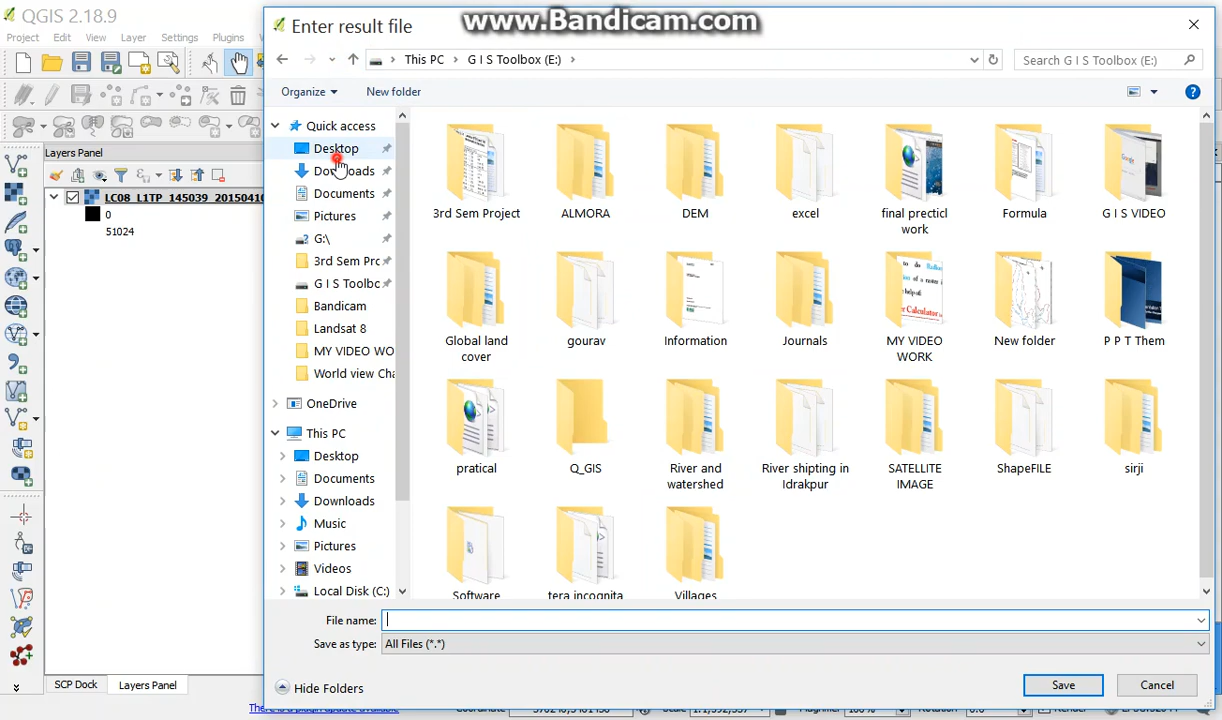 QGIS 2.18.9
www.Bandicam.com
Enter result file
Project Edit View Layer Settings Plugins
This PC > G I S Toolbox (E:) >
Search G I S Toolbox (E:)
Organize
New folder
Layers Panel
LC08_L1TP_145039_2015041
0
51024
Quick access
Desktop
Downloads
Documents
Pictures
G:\
3rd Sem Prc
G I S Toolbc
Bandicam
Landsat 8
MY VIDEO WO
World view Cha
OneDrive
This PC
Desktop
Documents
Downloads
Music
Pictures
Videos
Local Disk (C:)
3rd Sem Project
ALMORA
DEM
excel
final precticl
work
Formula
G I S VIDEO
Global land
cover
gourav
Information
Journals
MY VIDEO
WORK
New folder
P P T Them
pratical
Q_GIS
River and
watershed
River shipting in
Idrakpur
SATELLITE
IMAGE
ShapeFILE
sirji
Software
tera incognita
Villages
File name:
Save as type: All Files (*.*)
Hide Folders
Save
Cancel
SCP Dock
Layers Panel